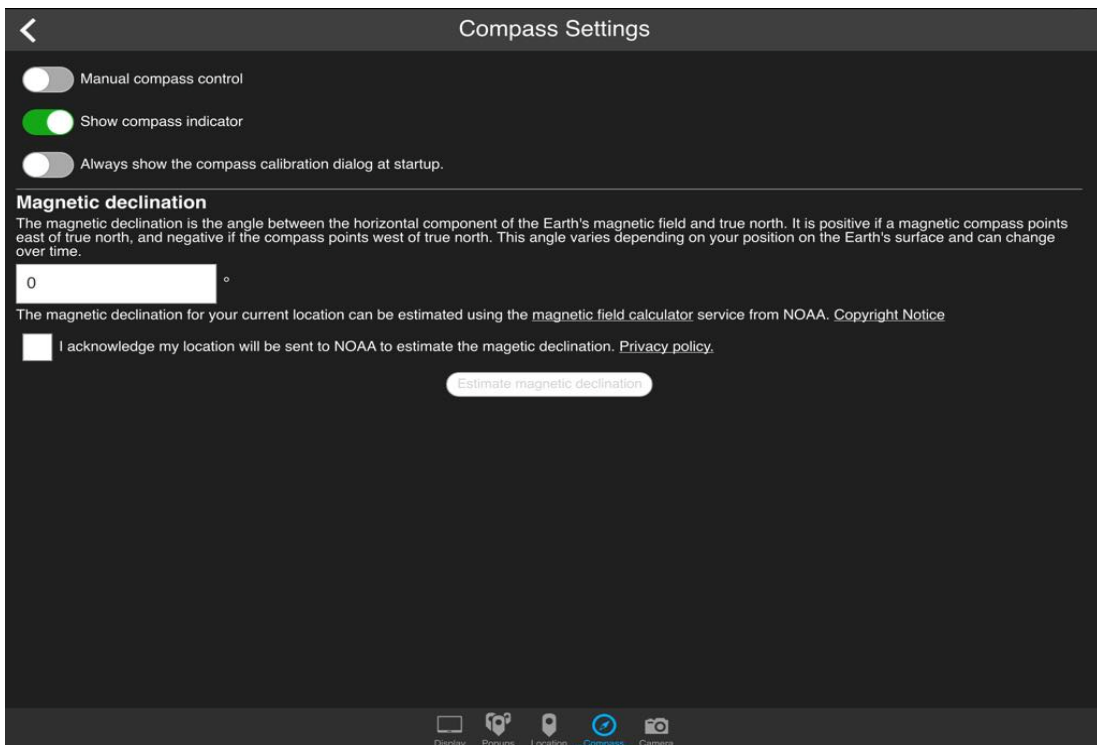 Compass Settings
Manual compass control
Show compass indicator
Always show the compass calibration dialog at startup.
Magnetic declination
The magnetic declination is the angle between the horizontal component of the Earth's magnetic field and true north. It is positive if a magnetic compass points
east of true north, and negative if the compass points west of true north. This angle varies depending on your position on the Earth's surface and can change
over time.
0 °
The magnetic declination for your current location can be estimated using the magnetic field calculator service from NOAA. Copyright Notice
I acknowledge my location will be sent to NOAA to estimate the magetic declination. Privacy policy.
Estimate magnetic declination
Display Popups Location Compass Camera